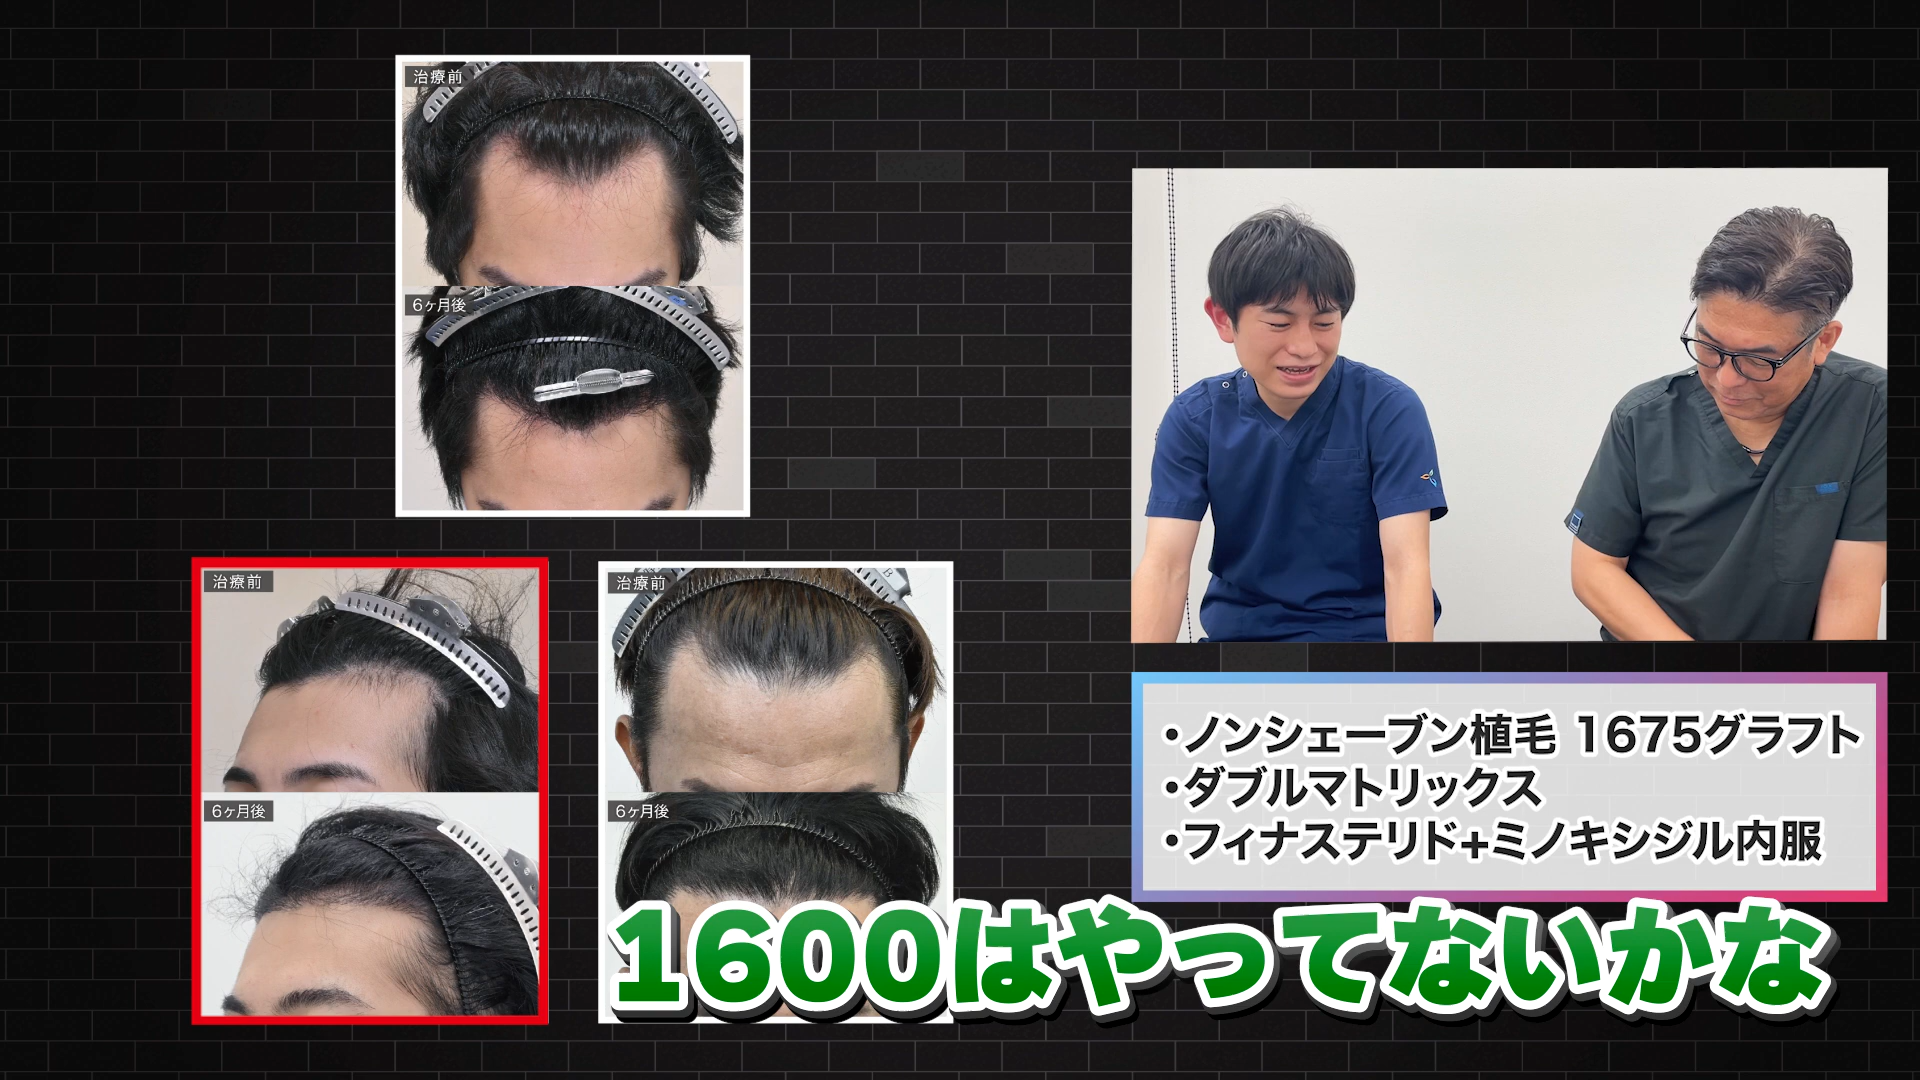 治療前
6ヶ月後
治療前
6ヶ月後
治療前
6ヶ月後
・ノンシェーブン植毛 1675グラフト
・ダブルマトリックス
・フィナステリド+ミノキシジル内服
1600はやってないかな